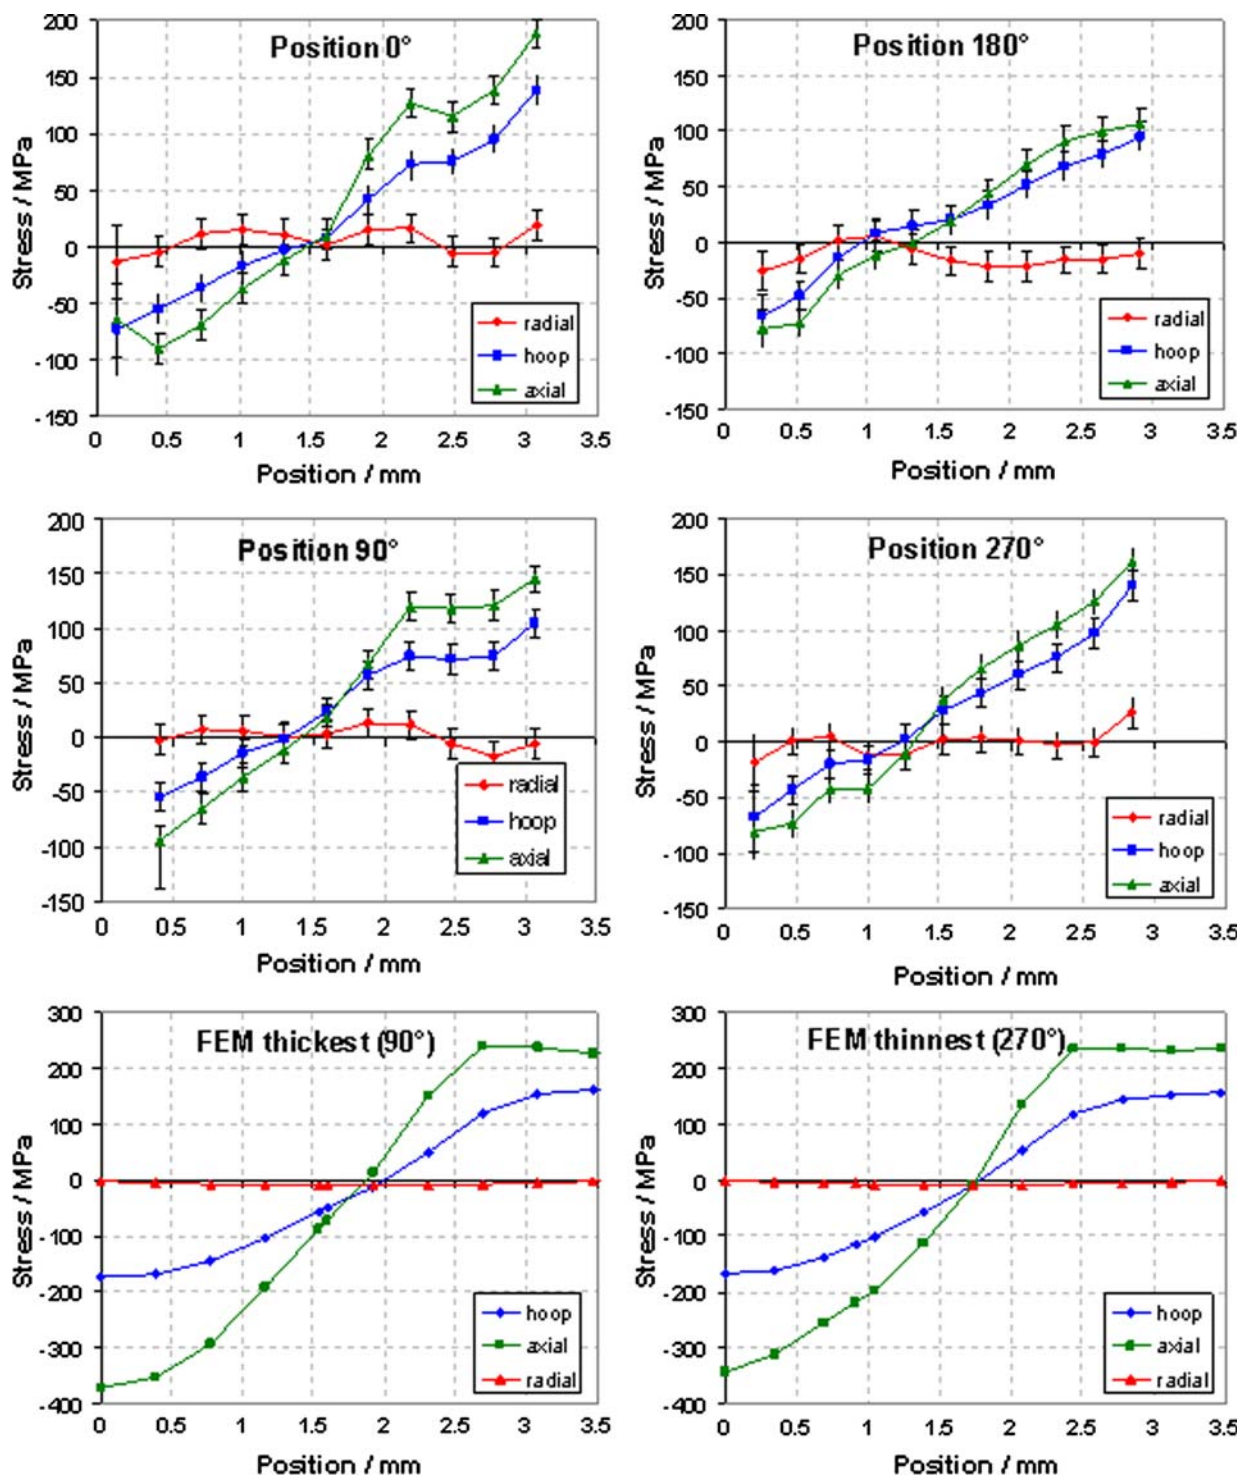 Position 0°
Stress / MPa
200
150
100
50
0
-50
-100
-150
radial
hoop
axial
0 0.5 1 1.5 2 2.5 3 3.5
Position / mm
Position 180°
Stress / MPa
200
150
100
50
0
-50
-100
-150
radial
hoop
axial
0 0.5 1 1.5 2 2.5 3 3.5
Position / mm
Position 90°
Stress / MPa
200
150
100
50
0
-50
-100
-150
radial
hoop
axial
0 0.5 1 1.5 2 2.5 3 3.5
Position / mm
Position 270°
Stress / MPa
200
150
100
50
0
-50
-100
-150
radial
hoop
axial
0 0.5 1 1.5 2 2.5 3 3.5
Position / mm
FEM thickest (90°)
Stress / MPa
300
200
100
0
-100
-200
-300
-400
hoop
axial
radial
0 0.5 1 1.5 2 2.5 3 3.5
Position / mm
FEM thinnest (270°)
Stress / MPa
300
200
100
0
-100
-200
-300
-400
hoop
axial
radial
0 0.5 1 1.5 2 2.5 3 3.5
Position / mm